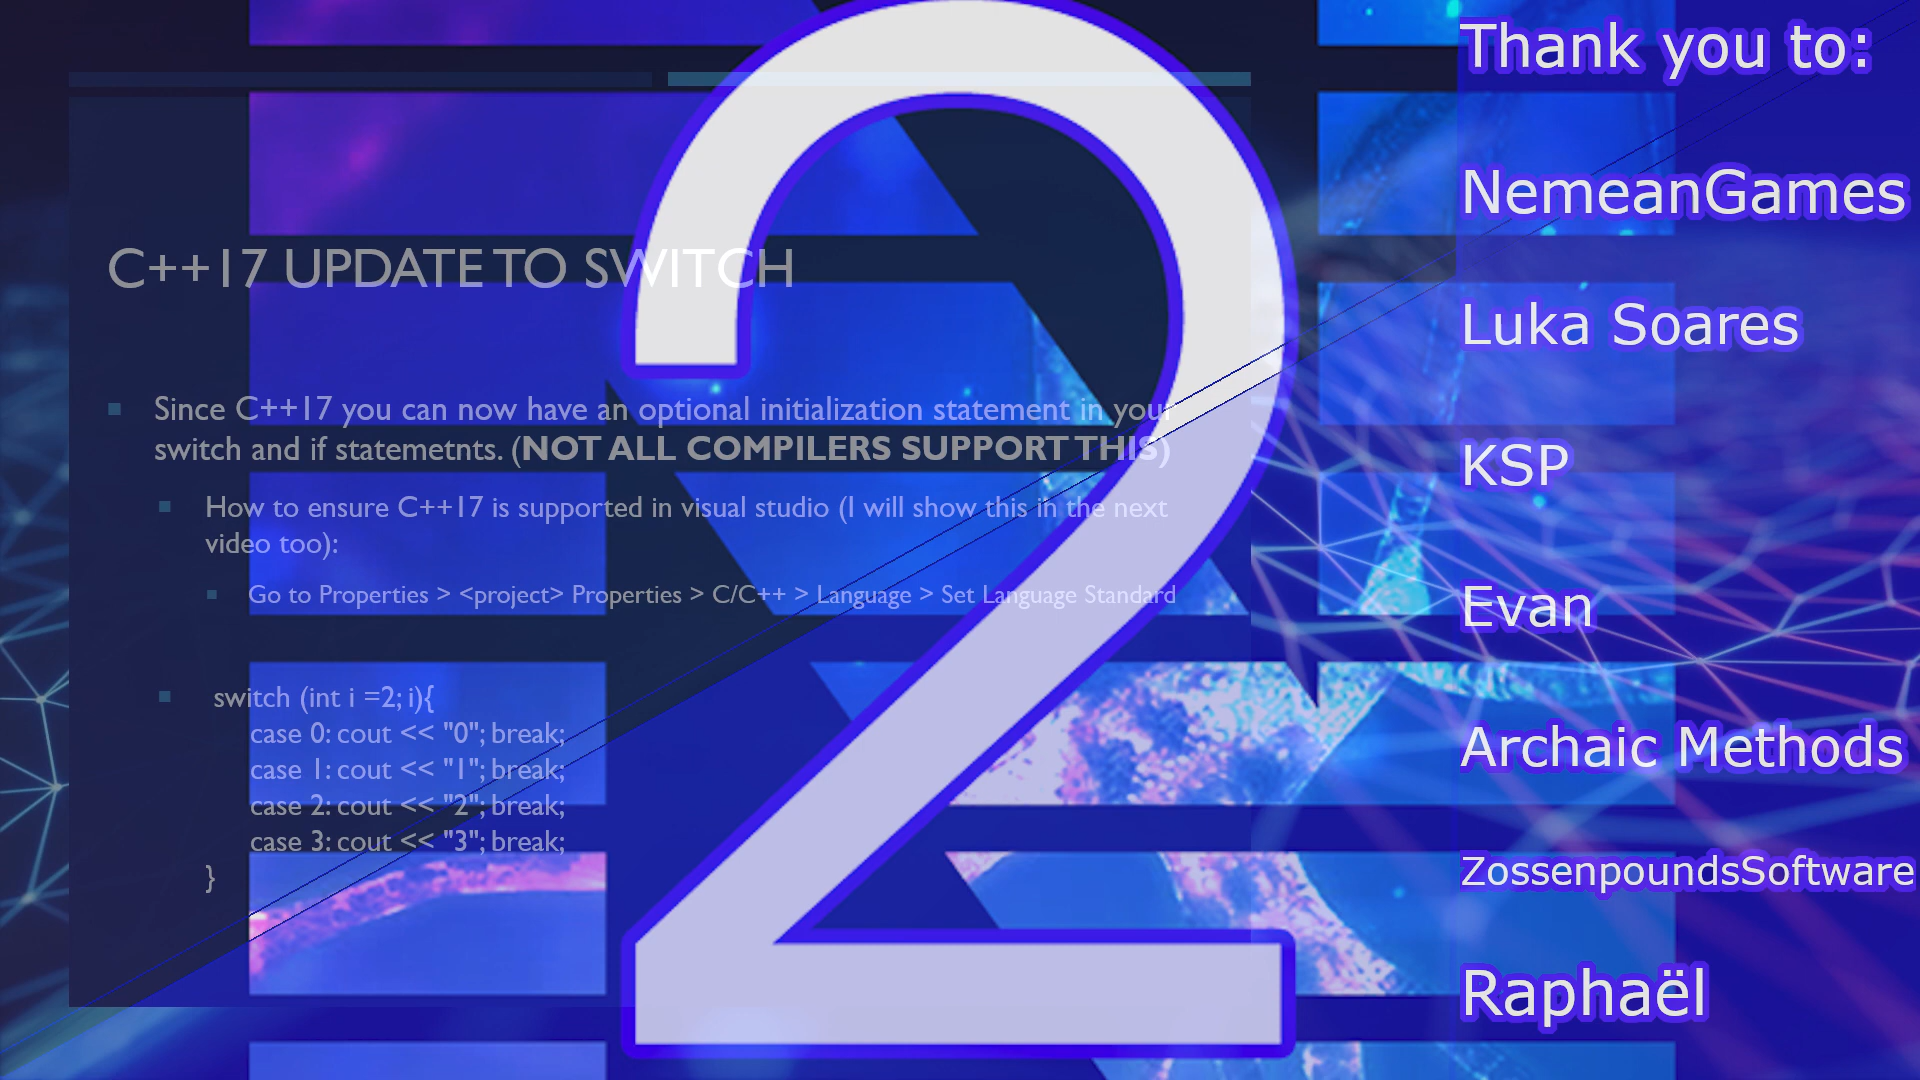 C++17 UPDATE TO SWITCH
Since C++17 you can now have an optional initialization statement in your
switch and if statemetnts. (NOT ALL COMPILERS SUPPORT THIS)
How to ensure C++17 is supported in visual studio (I will show this in the next
video too):
Go to Properties > <project> Properties > C/C++ > Language > Set Language Standard
switch (int i =2; i){
case 0: cout << "0"; break;
case 1: cout << "1"; break;
case 2: cout << "2"; break;
case 3: cout << "3"; break;
}
2
Thank you to:
NemeanGames
Luka Soares
KSP
Evan
Archaic Methods
ZossenpoundsSoftware
Raphaël